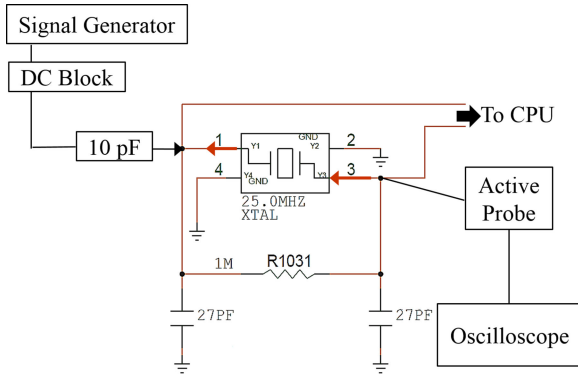 Signal Generator
DC Block
10 pF
To CPU
1
Y1
GND
Y2
2
4
Y4
GND
Y3
3
25.0MHZ
XTAL
Active
Probe
1M
R1031
27PF
27PF
Oscilloscope